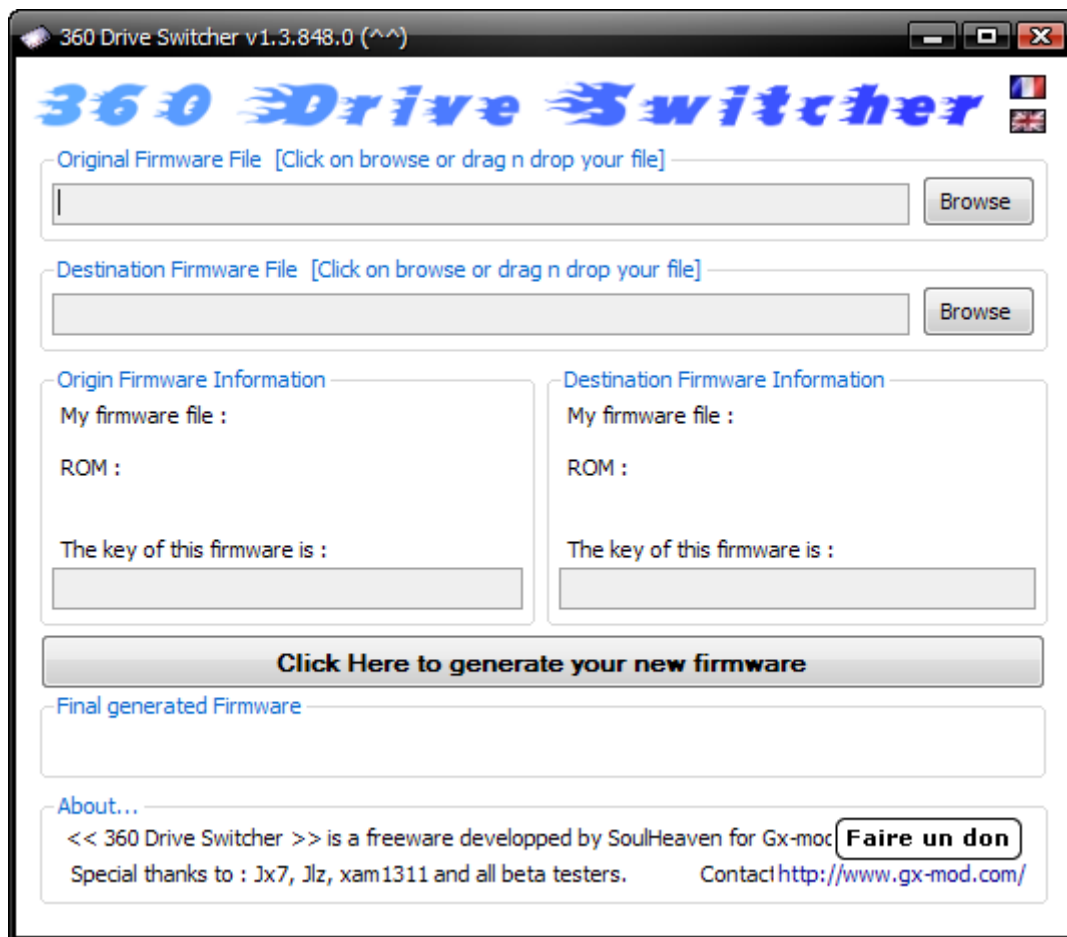 360 Drive Switcher v1.3.848.0 (^^)
360 Drive Switcher
Original Firmware File [Click on browse or drag n drop your file]
Browse
Destination Firmware File [Click on browse or drag n drop your file]
Browse
Origin Firmware Information
My firmware file :
ROM :
The key of this firmware is :
Destination Firmware Information
My firmware file :
ROM :
The key of this firmware is :
Click Here to generate your new firmware
Final generated Firmware
About...
<< 360 Drive Switcher >> is a freeware developped by SoulHeaven for Gx-mod
Faire un don
Special thanks to : Jx7, Jlz, xam1311 and all beta testers.
Contact http://www.gx-mod.com/